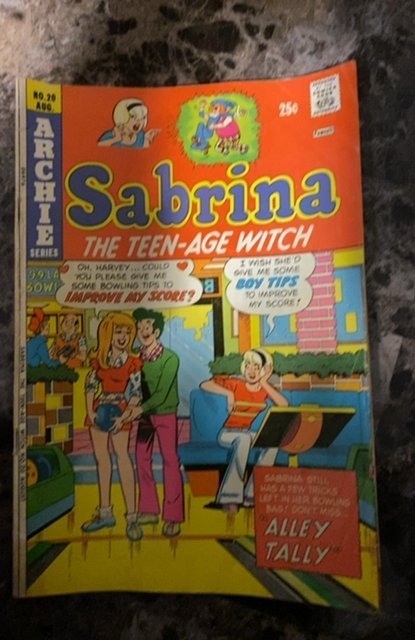 NO. 20
AUG.
25¢
ARCHIE
SERIES
Sabrina
THE TEEN-AGE WITCH
OH, HARVEY... COULD
YOU PLEASE GIVE ME
SOME BOWLING TIPS TO
IMPROVE MY SCORE?
I WISH SHE'D
GIVE ME SOME
BOY TIPS
TO IMPROVE
MY SCORE!
SABRINA STILL
HAS A FEW TRICKS
LEFT IN HER BOWLING
BAG! DON'T MISS...
"ALLEY
TALLY"